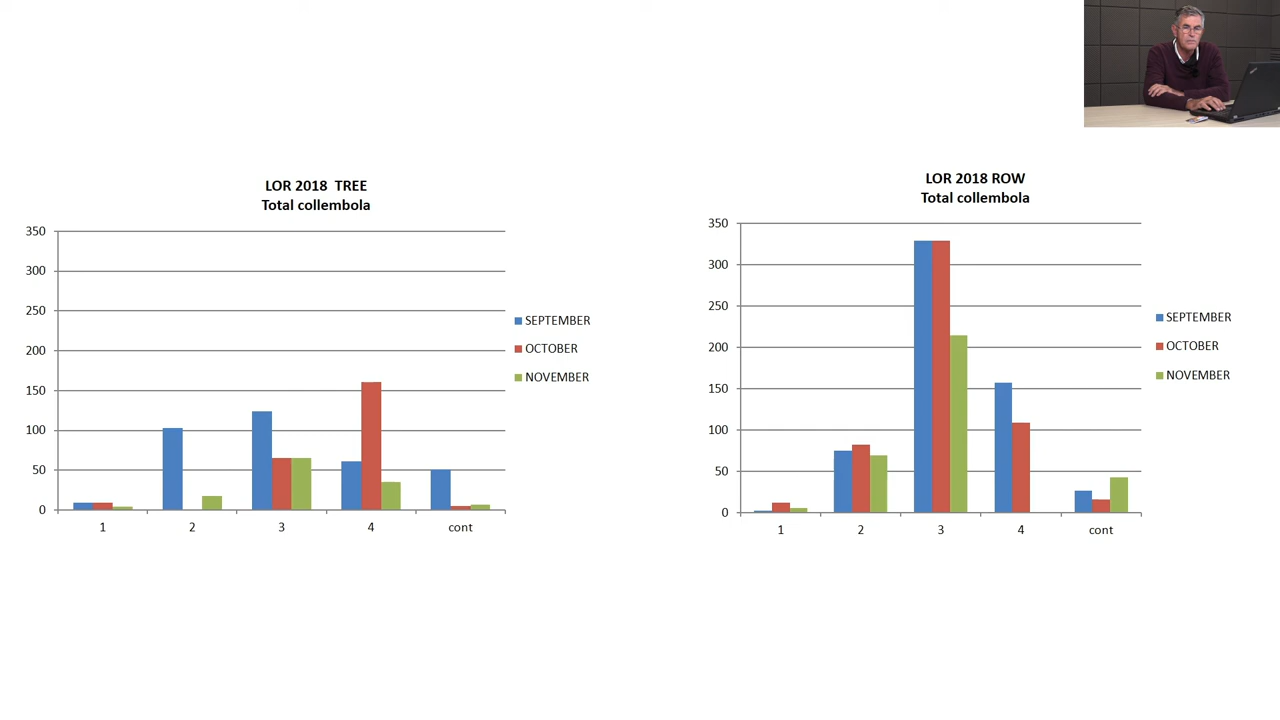 LOR 2018 TREE
Total collembola
350
300
250
200
150
100
50
0
1 2 3 4 cont
SEPTEMBER
OCTOBER
NOVEMBER
LOR 2018 ROW
Total collembola
350
300
250
200
150
100
50
0
1 2 3 4 cont
SEPTEMBER
OCTOBER
NOVEMBER